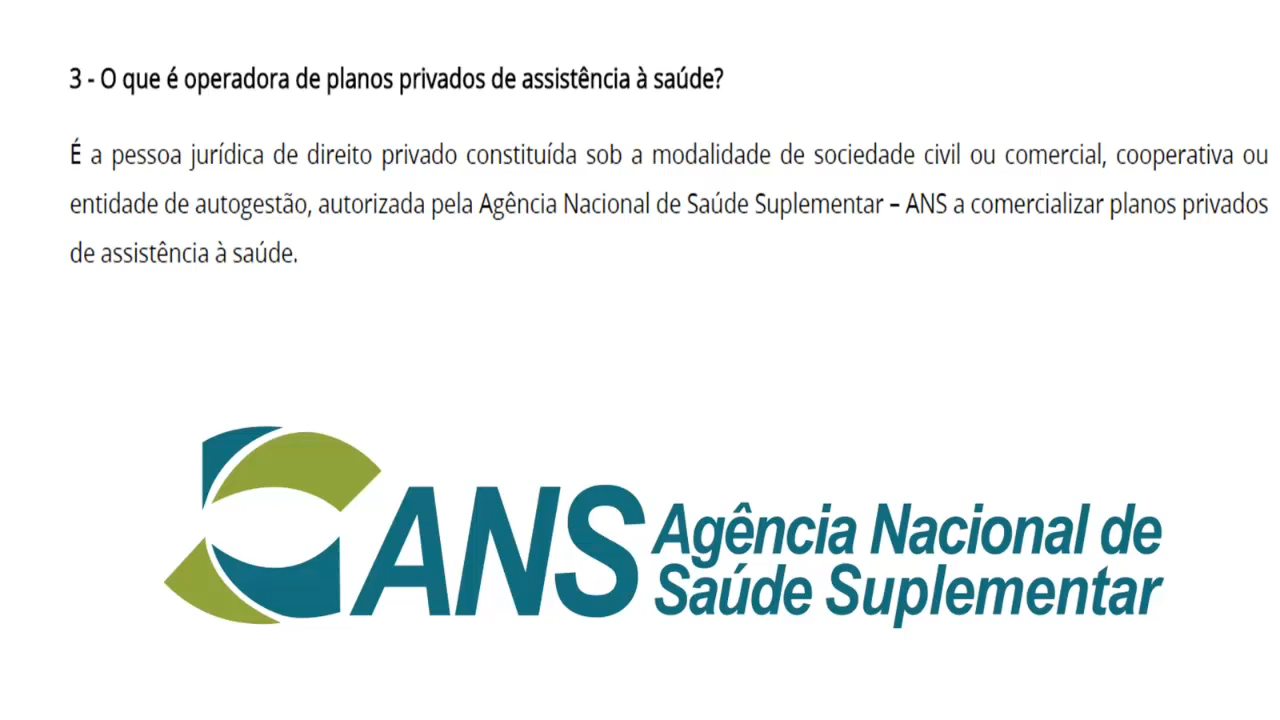 3 - O que é operadora de planos privados de assistência à saúde?
É a pessoa jurídica de direito privado constituída sob a modalidade de sociedade civil ou comercial, cooperativa ou
entidade de autogestão, autorizada pela Agência Nacional de Saúde Suplementar – ANS a comercializar planos privados
de assistência à saúde.
ANS Agência Nacional de
Saúde Suplementar